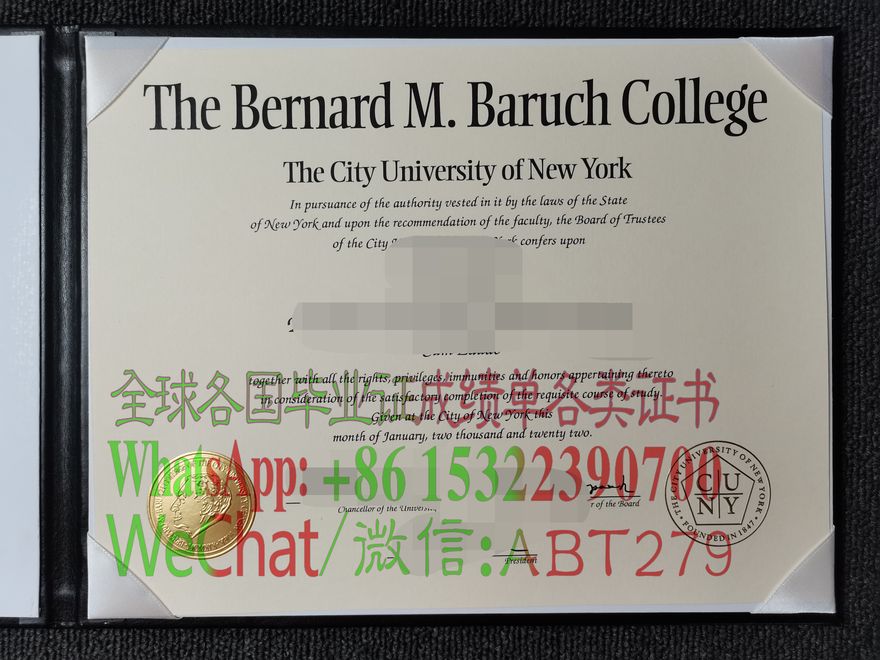 The Bernard M. Baruch College
The City University of New York
In pursuance of the authority vested in it by the laws of the State
of New York and upon the recommendation of the faculty, the Board of Trustees
of the City confers upon
Cum Laude
全球各国毕业证成绩单各类证书
together with all the rights, privileges, immunities and honors appertaining thereto
in consideration of the satisfactory completion of the requisite course of study.
Given at the City of New York this
month of January, two thousand and twenty two.
WhatsApp: +86 15322390700
THE CITY UNIVERSITY OF NEW YORK
CU
NY
FOUNDED IN 1847
Chancellor of the
of the Board
WeChat/微信:ABT279
President